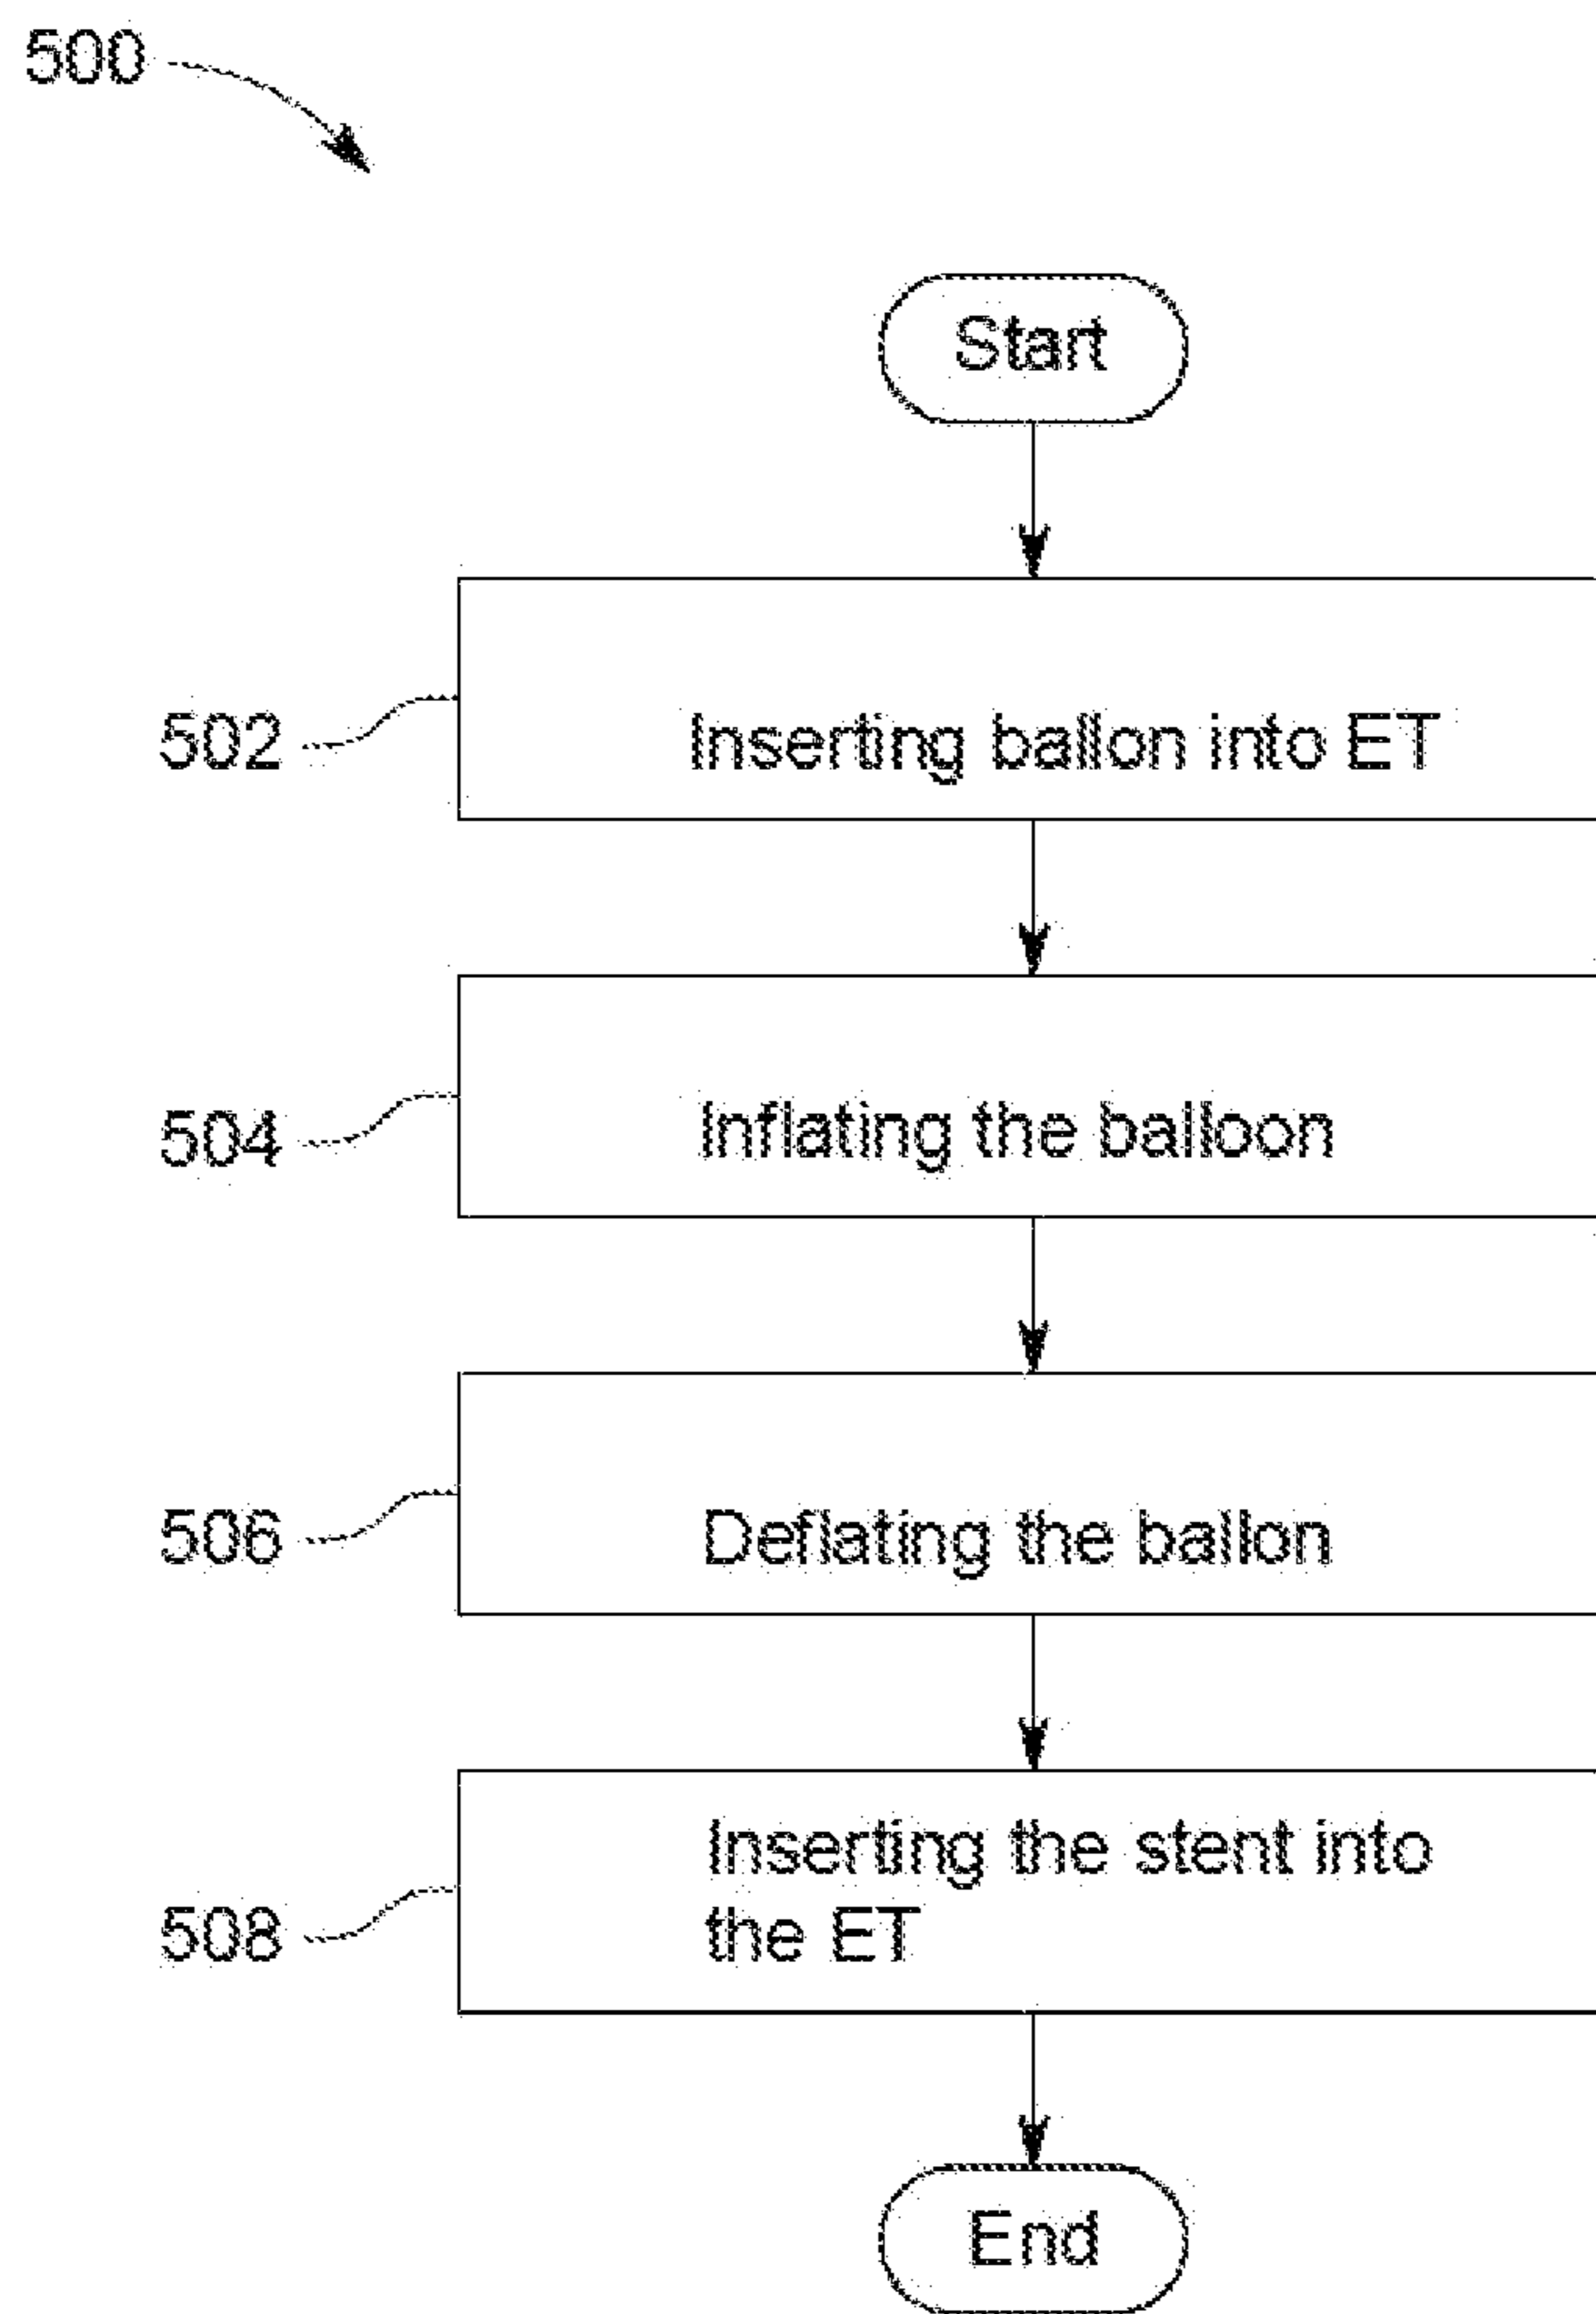 500
Start
502
Inserting ballon into ET
504
Inflating the balloon
506
Deflating the ballon
508
Inserting the stent into
the ET
End